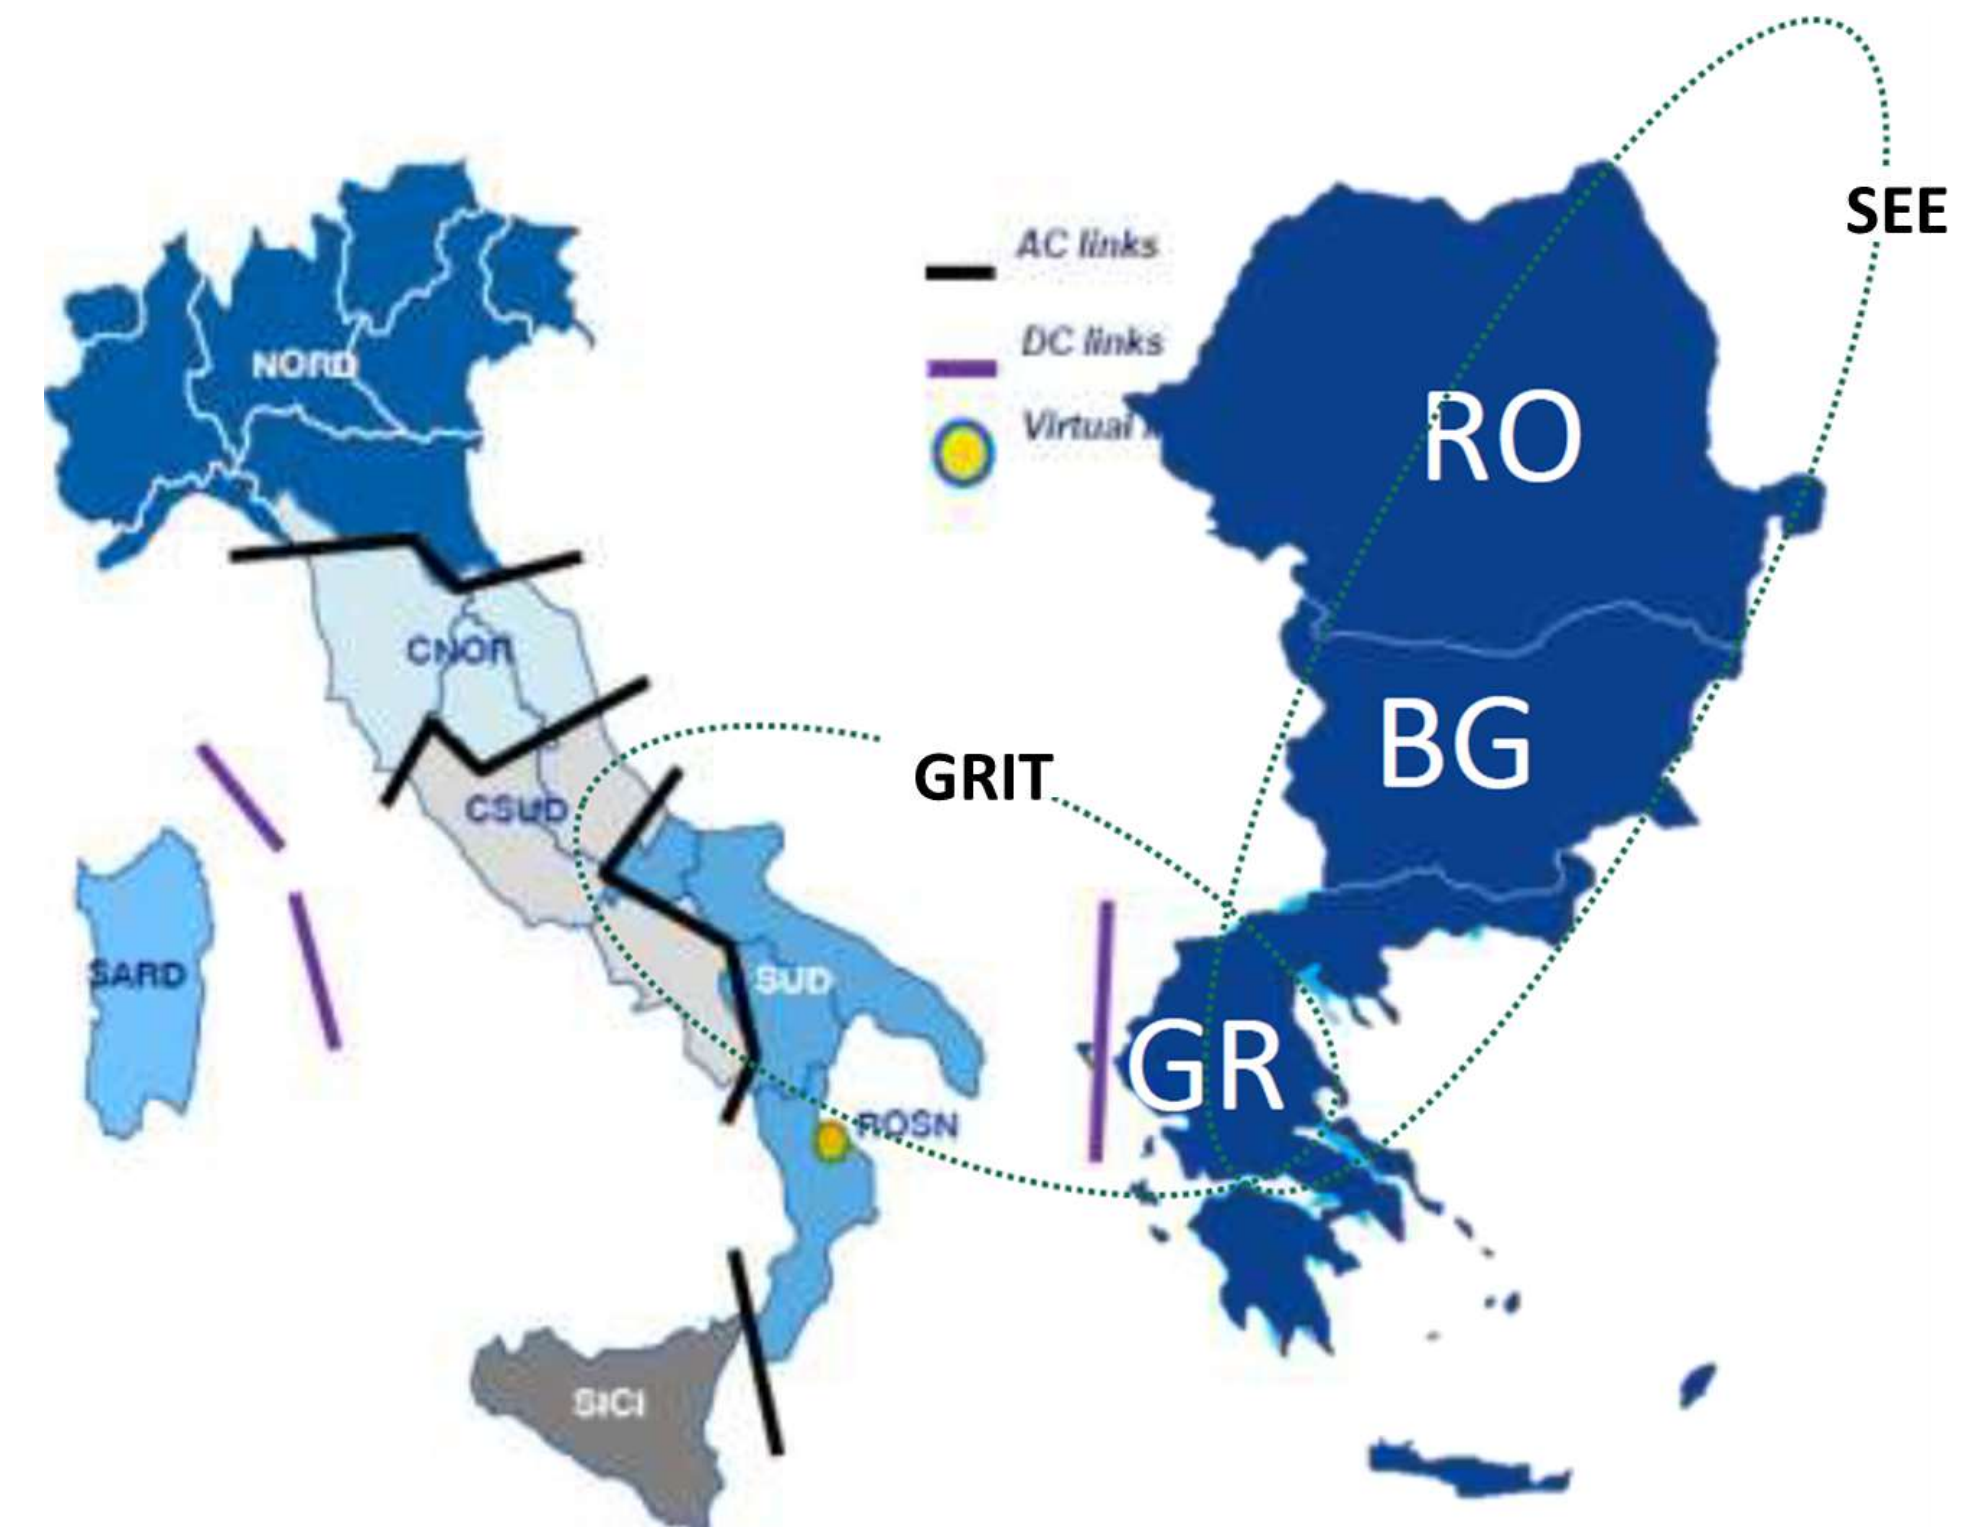 SEE
AC links
DC links
NORD
RO
Virtual
CNOR
BG
GRIT
CSUD
SARD
SUD
GR
ROSN
SICI